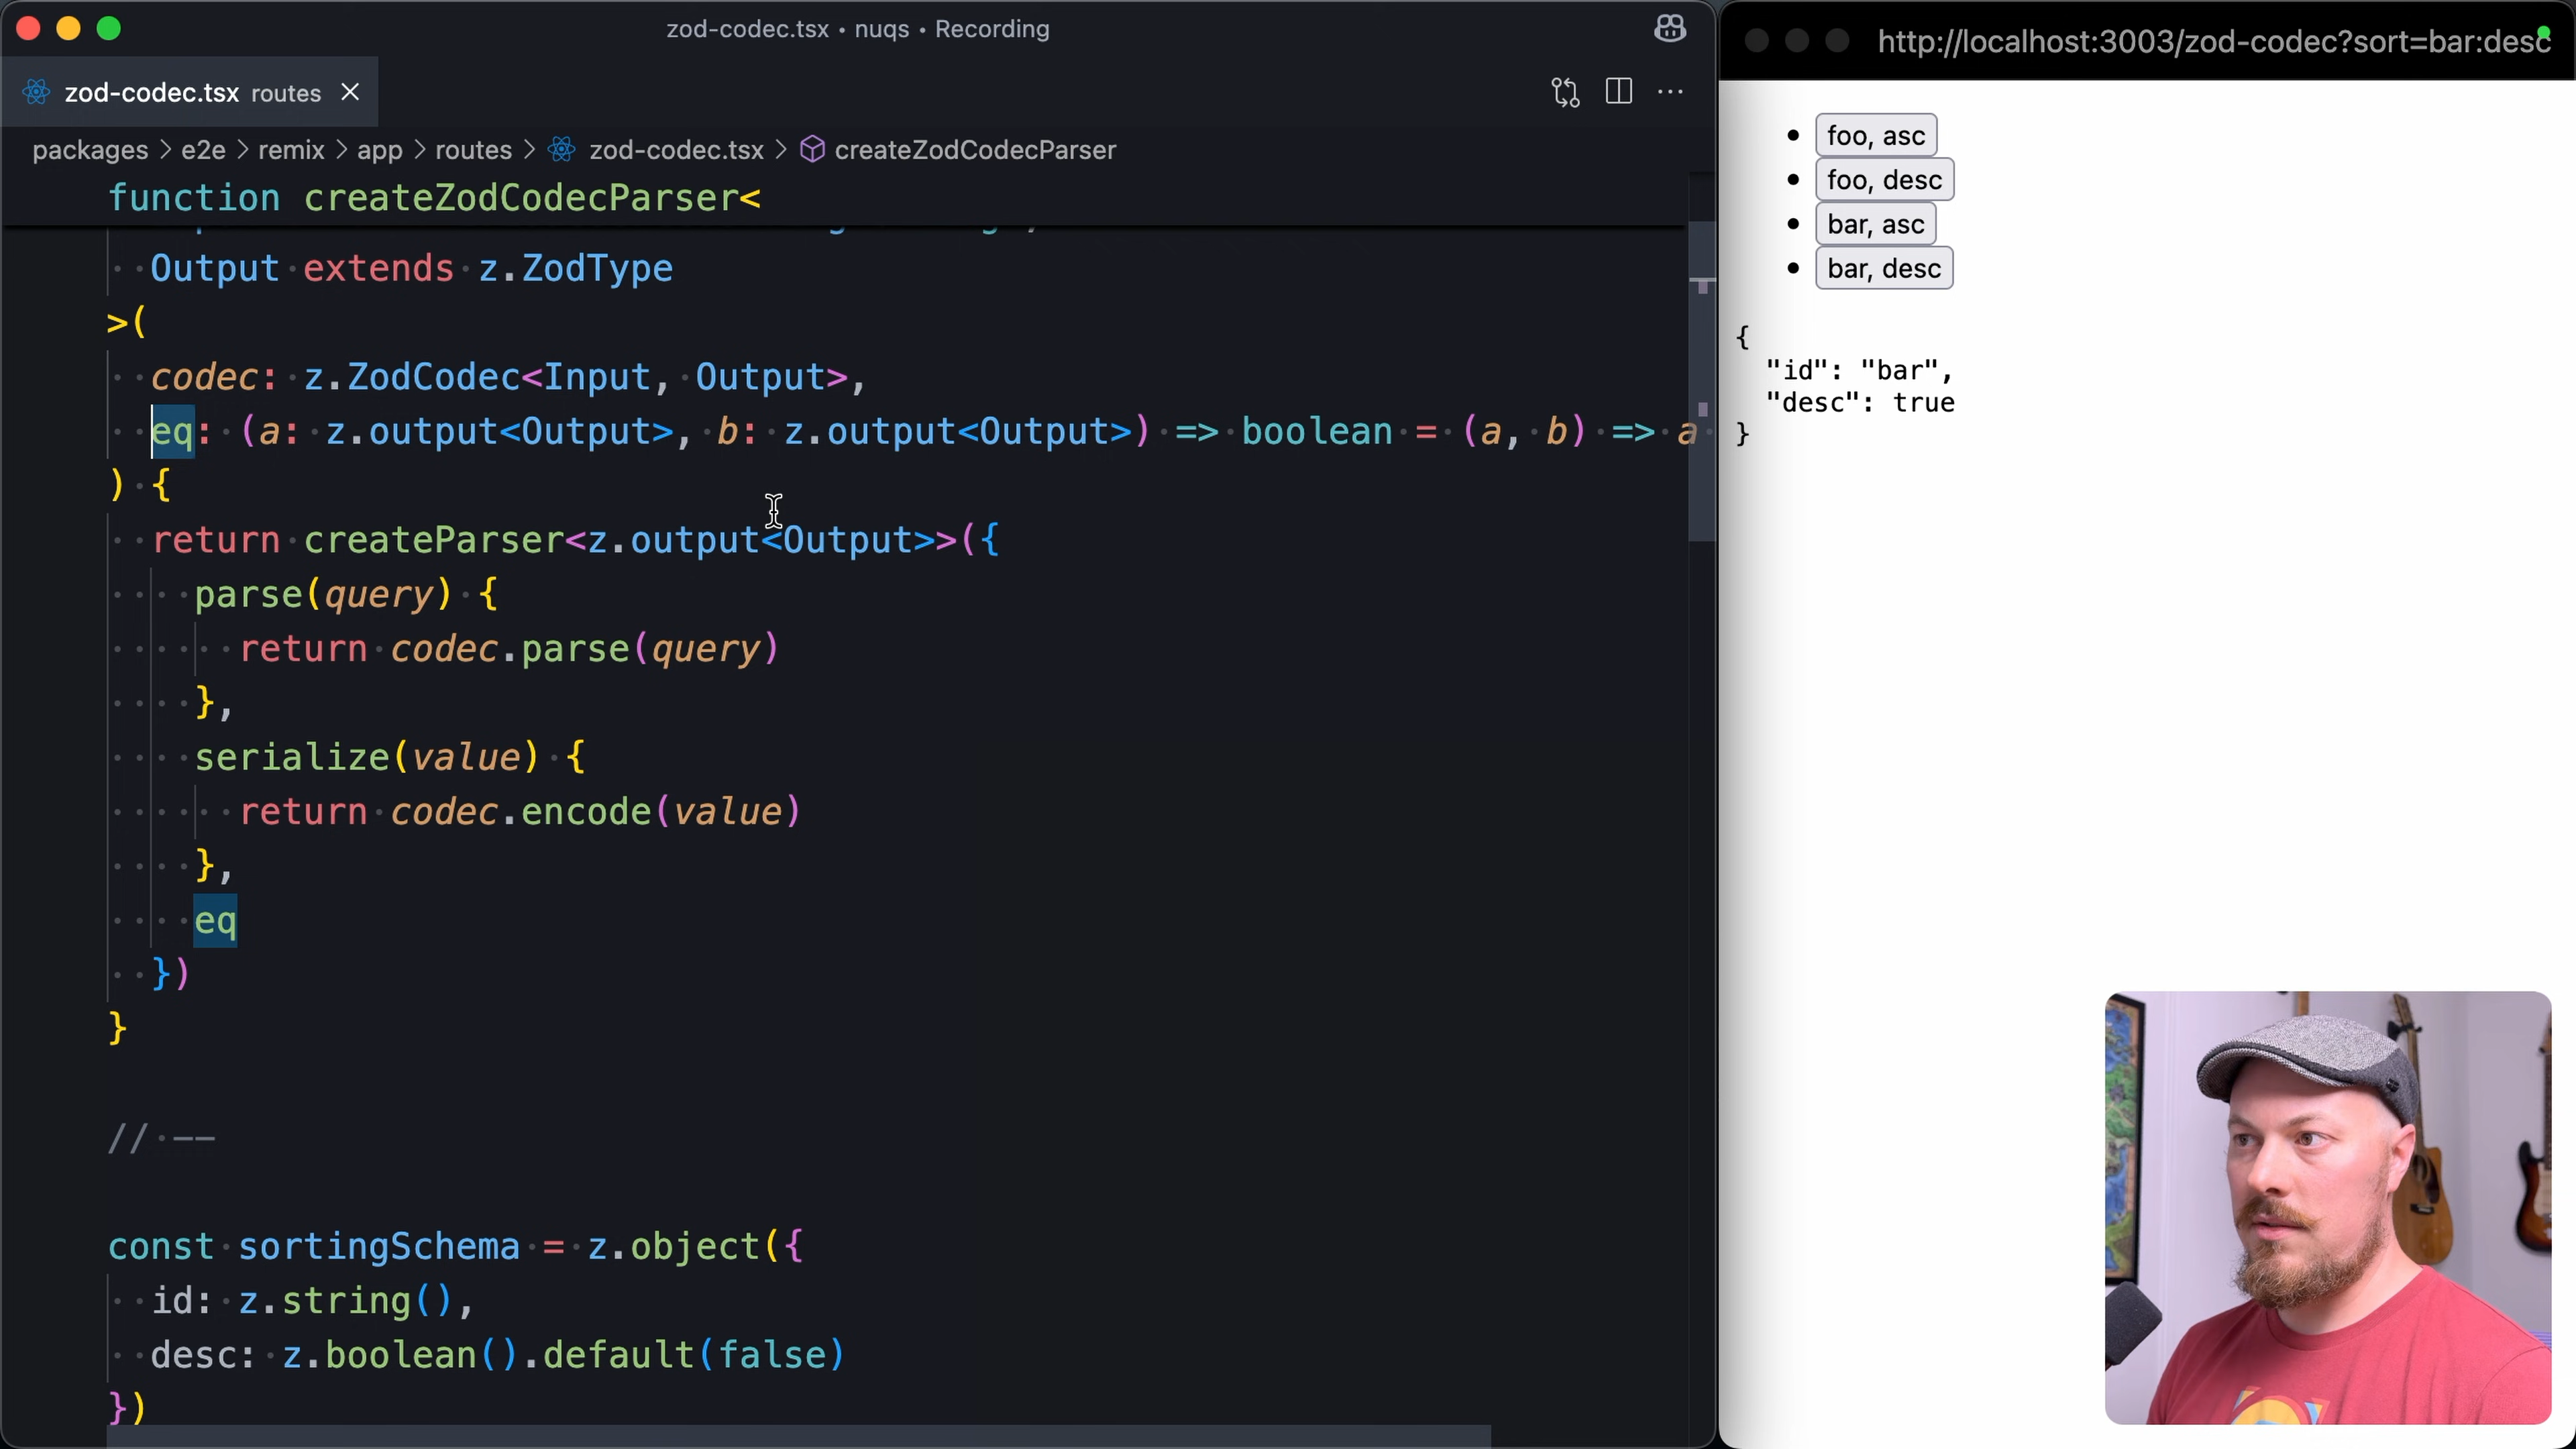 zod-codec.tsx • nuqs • Recording
zod-codec.tsx routes
packages > e2e > remix > app > routes > zod-codec.tsx > createZodCodecParser
function createZodCodecParser<
Output extends z.ZodType
>(
codec: z.ZodCodec<Input, Output>,
eq: (a: z.output<Output>, b: z.output<Output>) => boolean = (a, b) => a
) {
return createParser<z.output<Output>>({
parse(query) {
return codec.parse(query)
},
serialize(value) {
return codec.encode(value)
},
eq
})
}
// --
const sortingSchema = z.object({
id: z.string(),
desc: z.boolean().default(false)
})
http://localhost:3003/zod-codec?sort=bar:desc
• foo, asc
• foo, desc
• bar, asc
• bar, desc
{
"id": "bar",
"desc": true
}